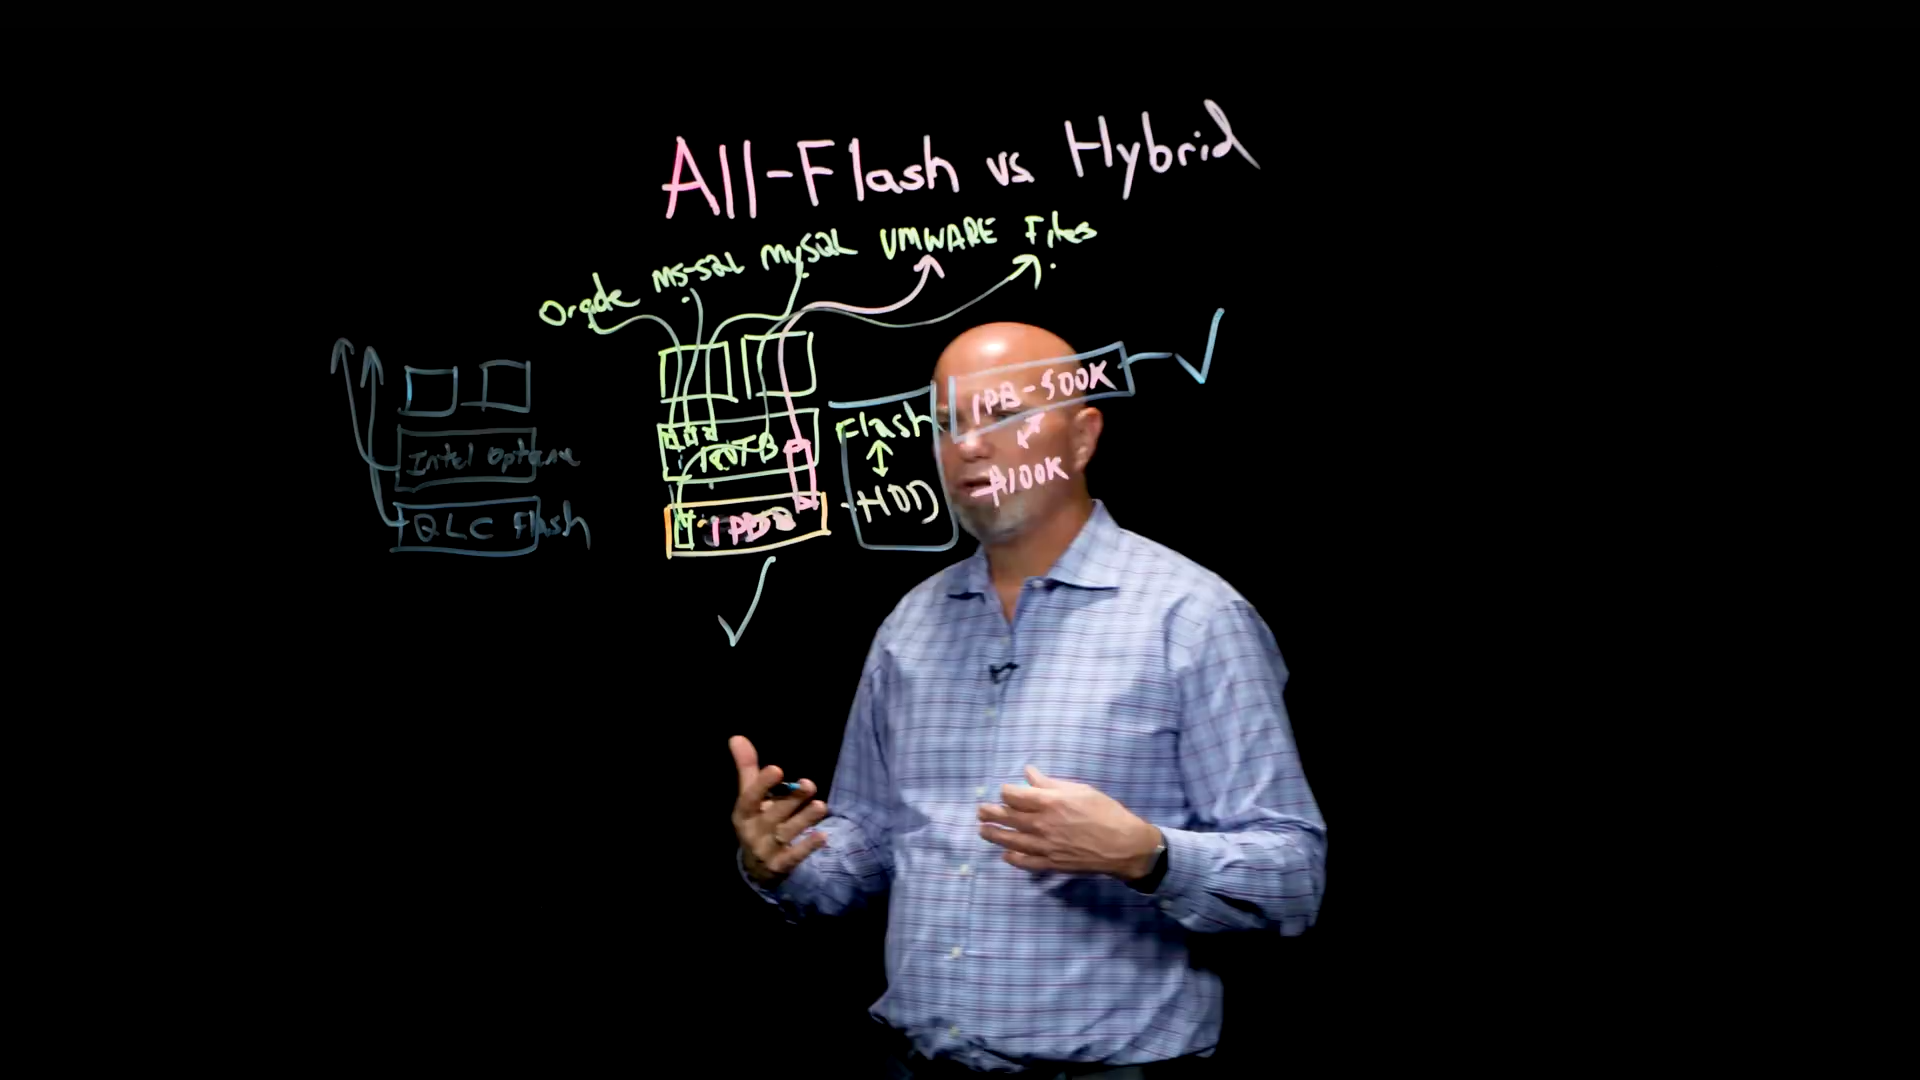 All-Flash vs Hybrid
Oracle MS-SQL MySQL VMWARE Files
Intel Optane
QLC Flash
100TB
1PB
Flash
HDD
1PB-500K
$100K